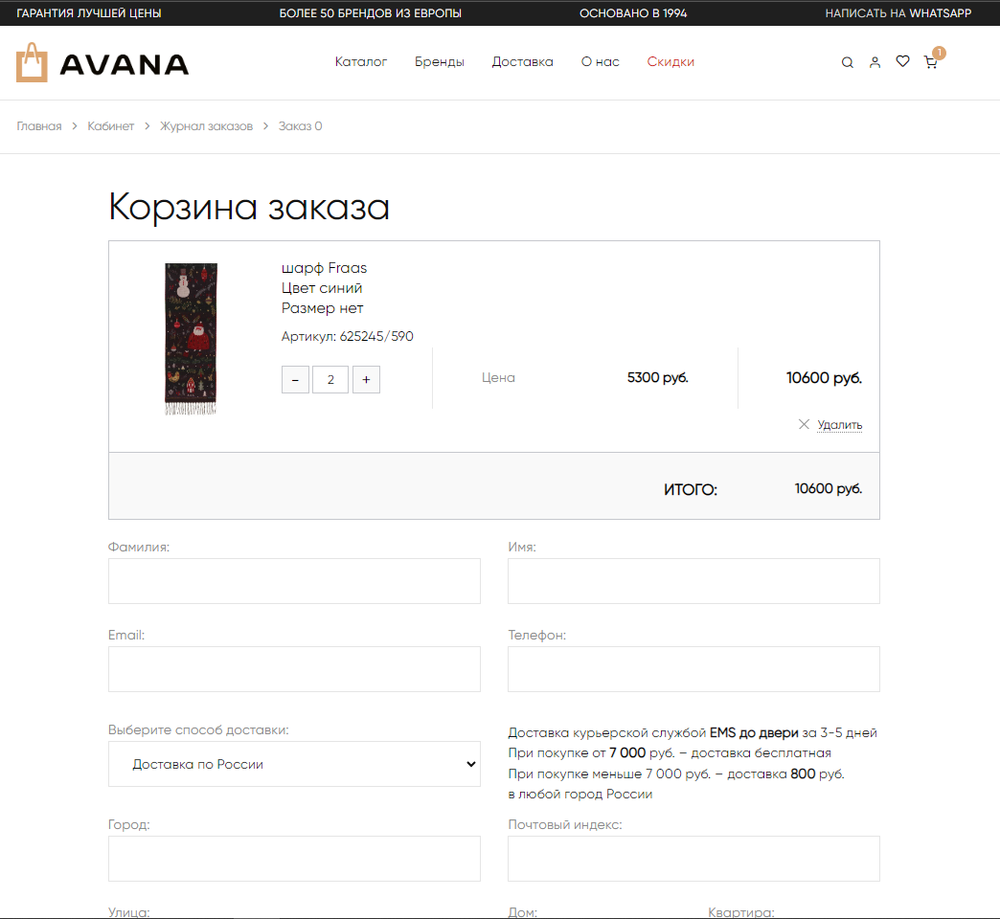 ГАРАНТИЯ ЛУЧШЕЙ ЦЕНЫ БОЛЕЕ 50 БРЕНДОВ ИЗ ЕВРОПЫ ОСНОВАНО В 1994 НАПИСАТЬ НА WHATSAPP
AVANA Каталог Бренды Доставка О нас Скидки 1
Главная > Кабинет > Журнал заказов > Заказ 0
Корзина заказа
шарф Fraas
Цвет синий
Размер нет
Артикул: 625245/590
– 2 + Цена 5300 руб. 10600 руб.
Удалить
ИТОГО: 10600 руб.
Фамилия: Имя:
Email: Телефон:
Выберите способ доставки:
Доставка по России
Доставка курьерской службой EMS до двери за 3-5 дней
При покупке от 7 000 руб. – доставка бесплатная
При покупке меньше 7 000 руб. – доставка 800 руб.
в любой город России
Город: Почтовый индекс:
Улица: Дом: Квартира: